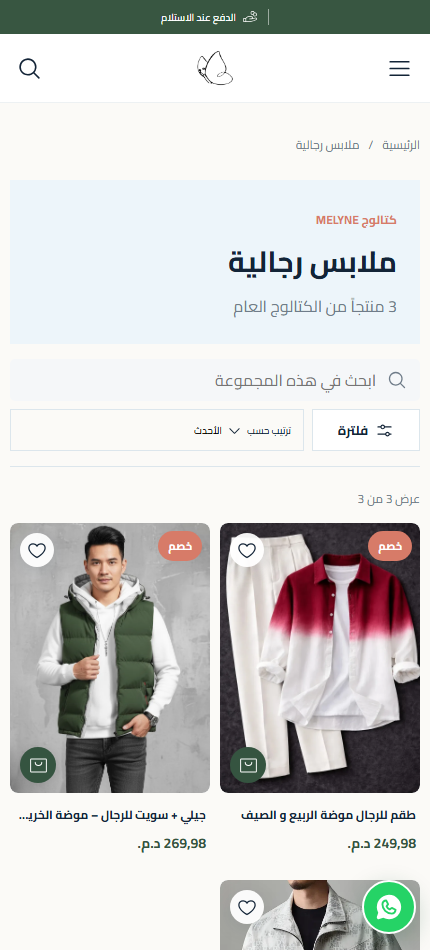 الدفع عند الاستلام
الرئيسية / ملابس رجالية
كتالوج MELYNE
ملابس رجالية
3 منتجاً من الكتالوج العام
ابحث في هذه المجموعة
فلترة
ترتيب حسب الأحدث
عرض 3 من 3
خصم
خصم
طقم للرجال موضة الربيع و الصيف
249,98 د.م.
جيلي + سويت للرجال – موضة الخري...
269,98 د.م.